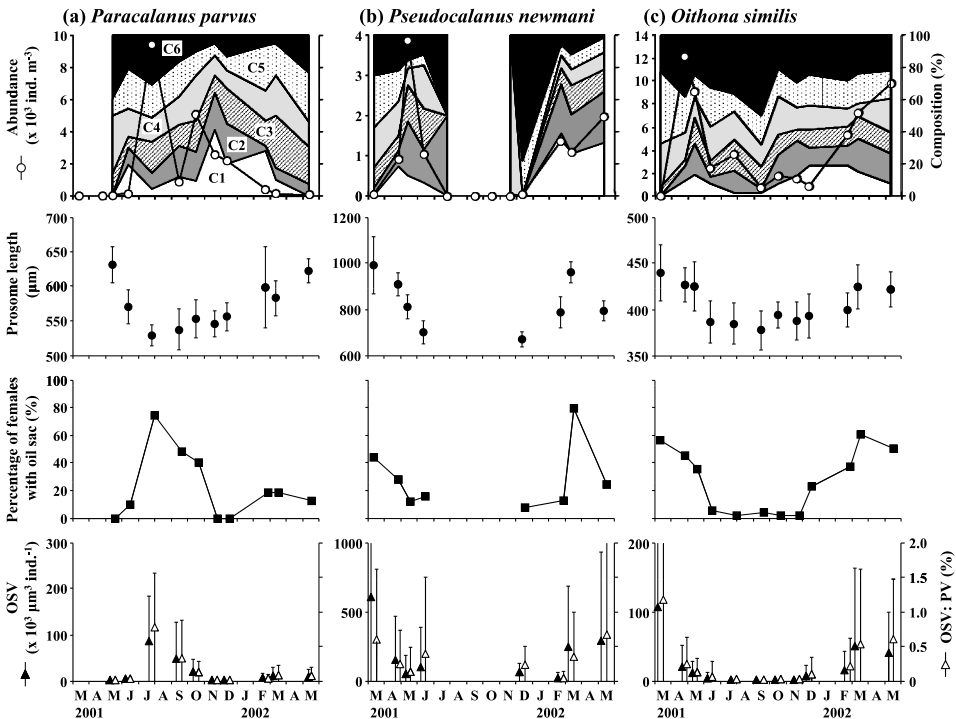 (a) Paracalanus parvus
(b) Pseudocalanus newmani
(c) Oithona similis
Abundance
(x 10³ ind. m⁻³)
10
8
6
4
2
0
C6
C5
C4
C3
C2
C1
4
3
2
1
0
14
12
10
8
6
4
2
0
100
80
60
40
20
0
Composition (%)
Prosome length
(µm)
700
650
600
550
500
1200
1000
800
600
500
450
400
350
Percentage of females
with oil sac (%)
100
80
60
40
20
0
OSV
(x 10³ µm³ ind.⁻¹)
300
200
100
0
1000
500
0
200
100
0
2.0
1.5
1.0
0.5
0
OSV: PV (%)
M A M J J A S O N D J F M A M
2001 2002
M A M J J A S O N D J F M A M
2001 2002
M A M J J A S O N D J F M A M
2001 2002